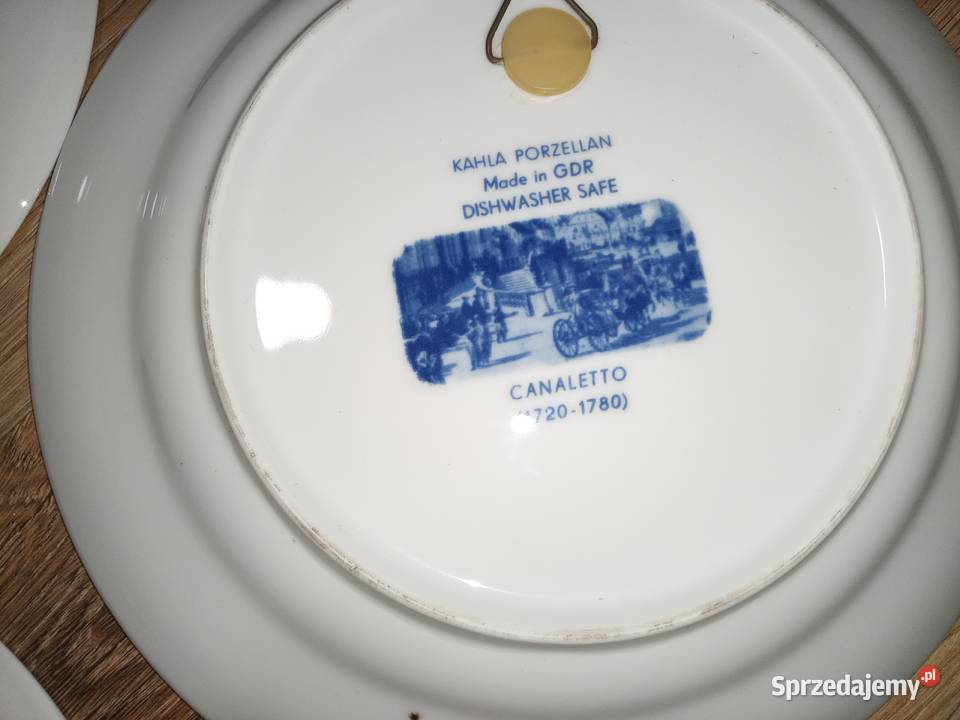 KAHLA PORZELLAN
Made in GDR
DISHWASHER SAFE
CANALETTO
(1720-1780)
Sprzedajemy.pl